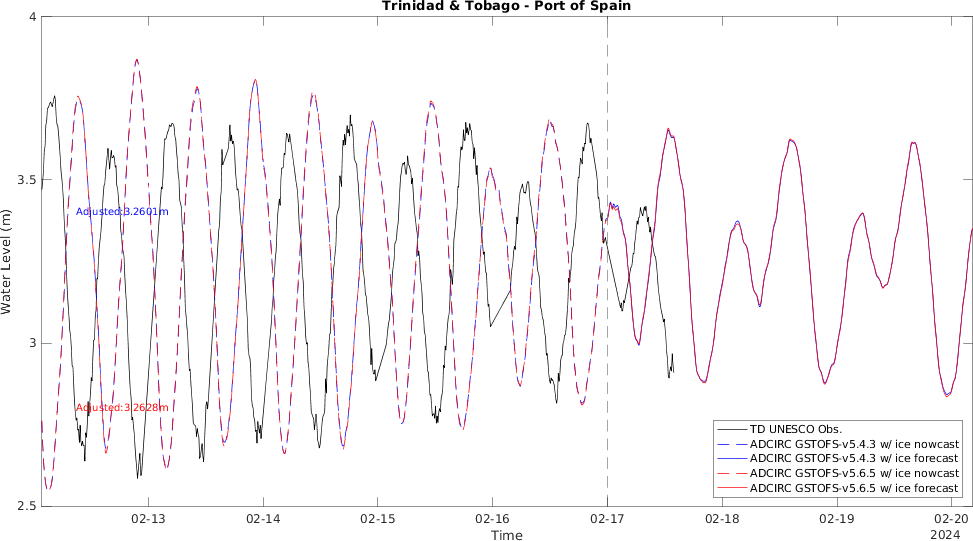 Trinidad & Tobago - Port of Spain
4
3.5
3
2.5
Water Level (m)
Adjusted:3.2601m
Adjusted:3.2628m
TD UNESCO Obs.
ADCIRC GSTOFS-v5.4.3 w/ ice nowcast
ADCIRC GSTOFS-v5.4.3 w/ ice forecast
ADCIRC GSTOFS-v5.6.5 w/ ice nowcast
ADCIRC GSTOFS-v5.6.5 w/ ice forecast
02-13 02-14 02-15 02-16 02-17 02-18 02-19 02-20
Time
2024